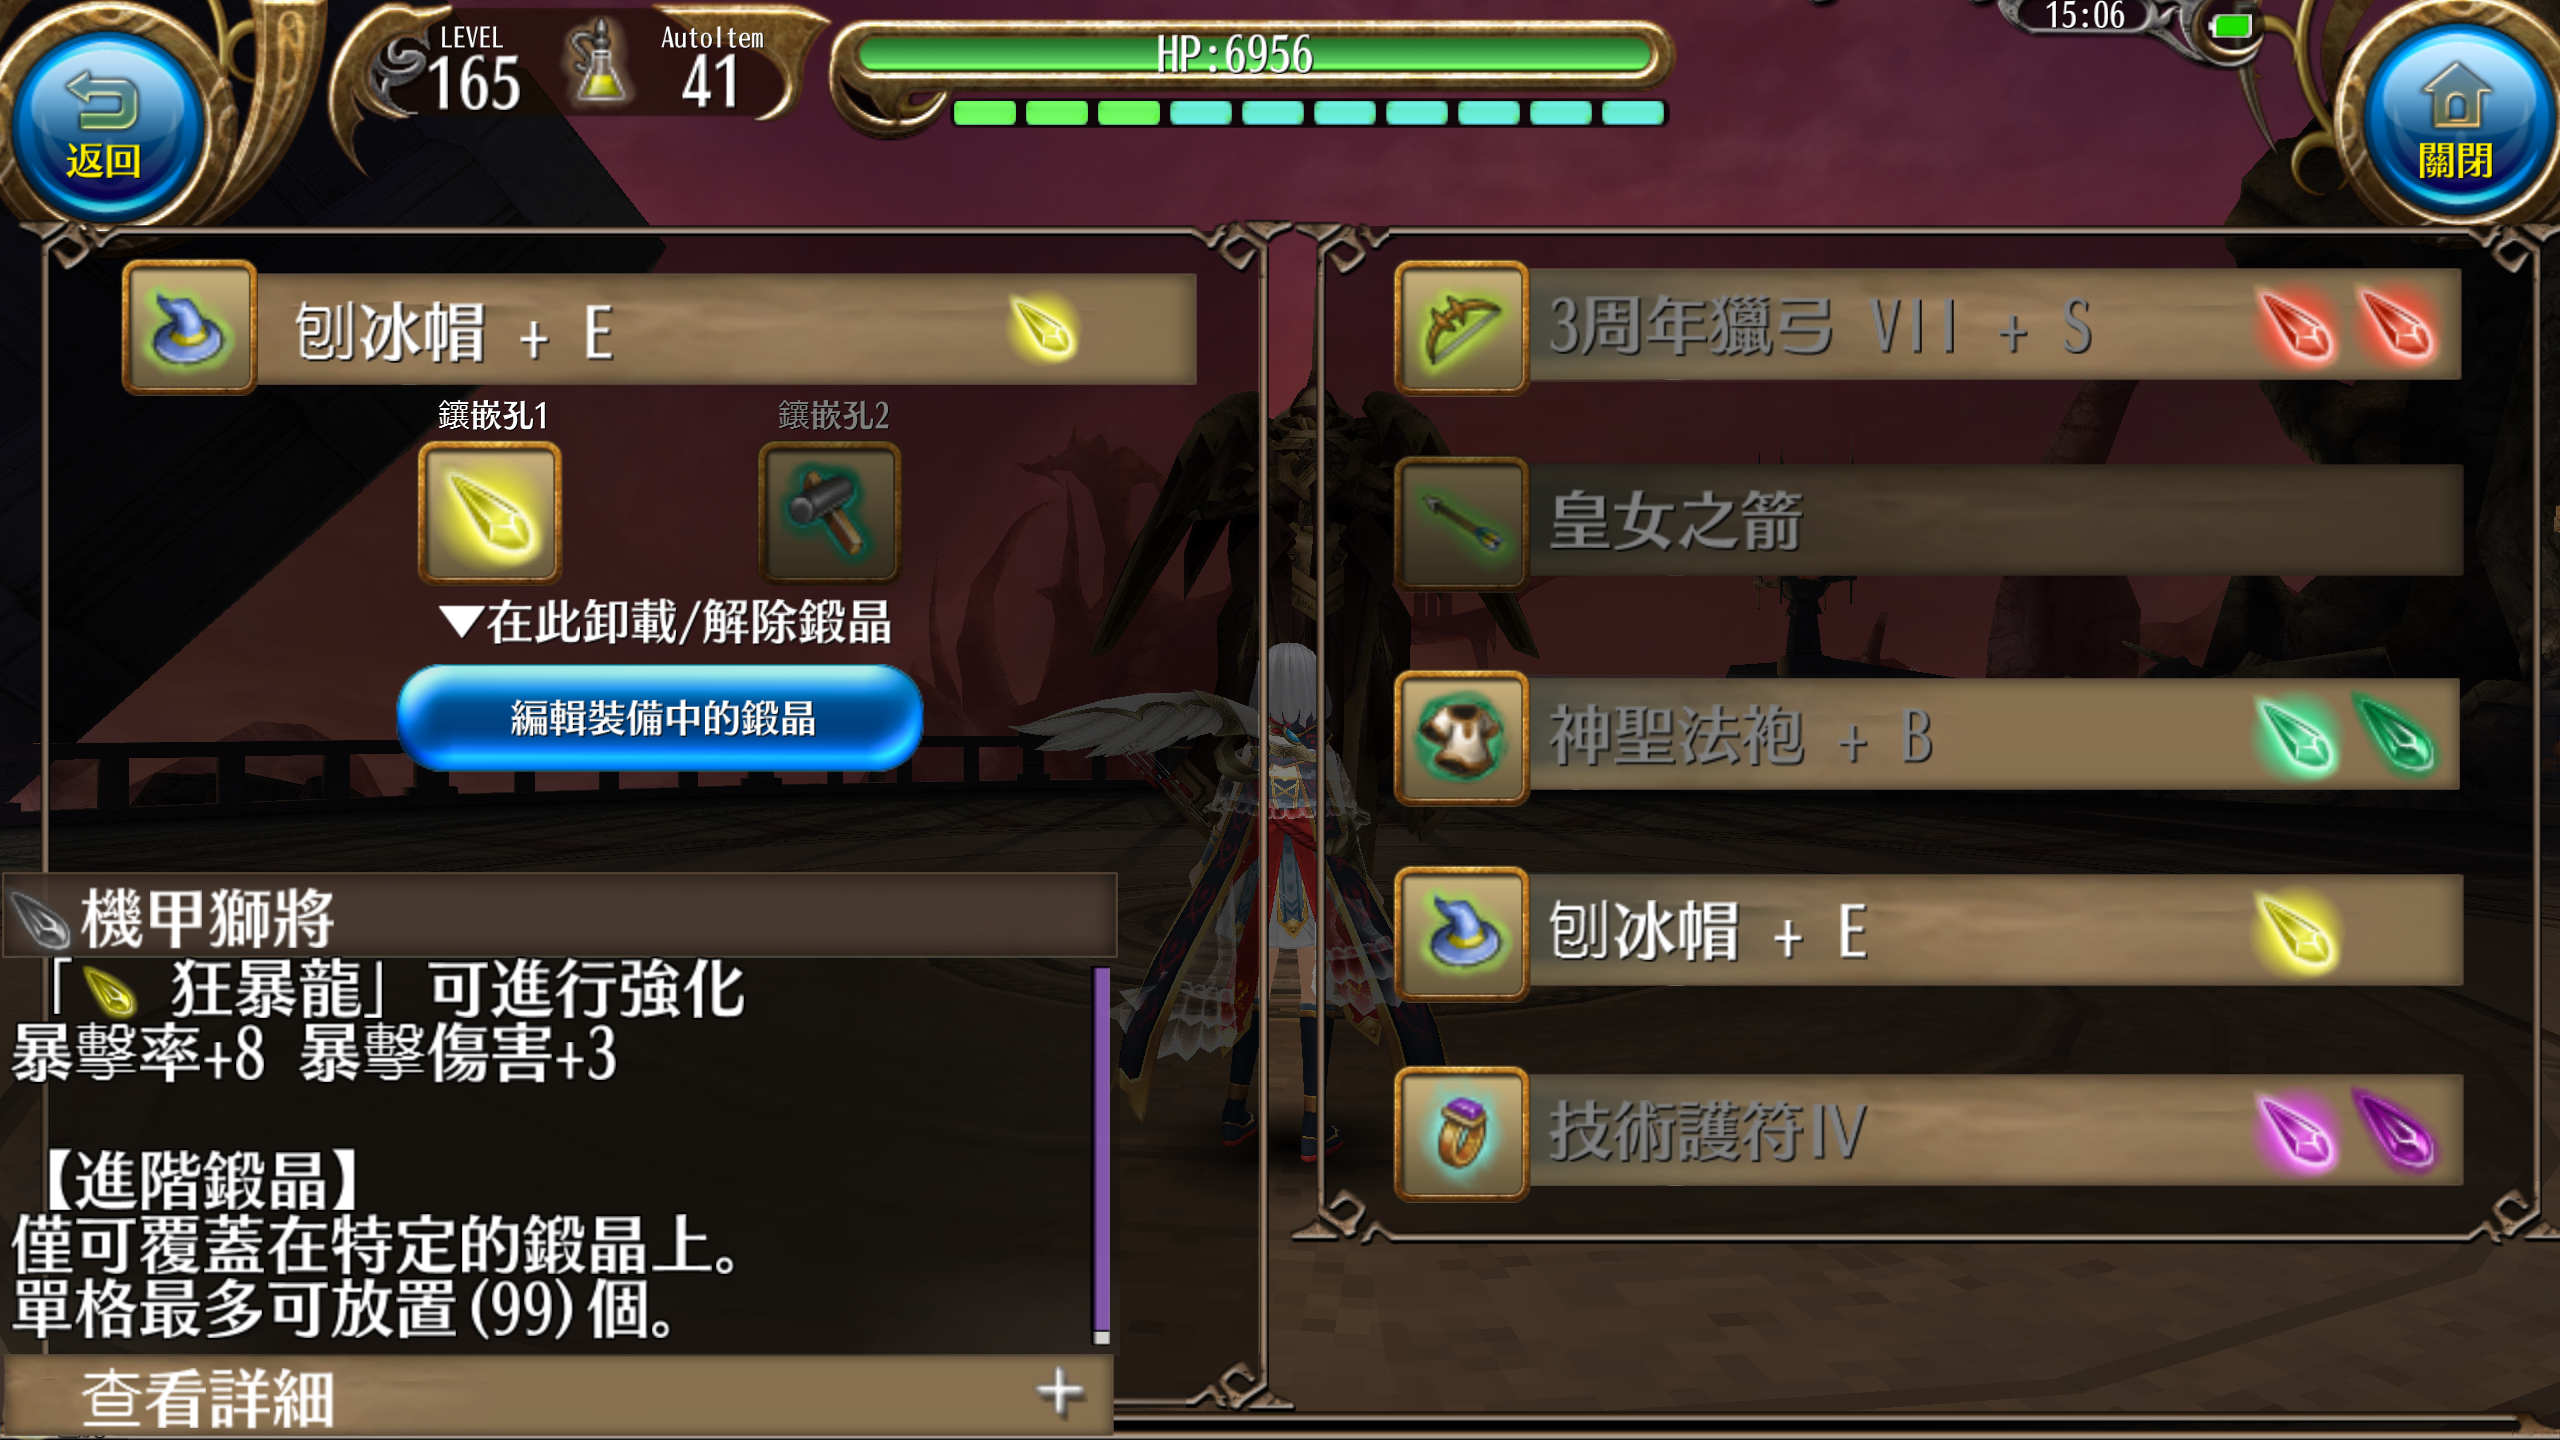 返回
LEVEL
165
AutoItem
41
HP:6956
15:06
關閉
刨冰帽 + E
鑲嵌孔1
鑲嵌孔2
▼在此卸載/解除鍛晶
編輯裝備中的鍛晶
機甲獅將
「 狂暴龍」可進行強化
暴擊率+8 暴擊傷害+3
【進階鍛晶】
僅可覆蓋在特定的鍛晶上。
單格最多可放置(99)個。
查看詳細
+
3周年獵弓 VII + S
皇女之箭
神聖法袍 + B
刨冰帽 + E
技術護符IV